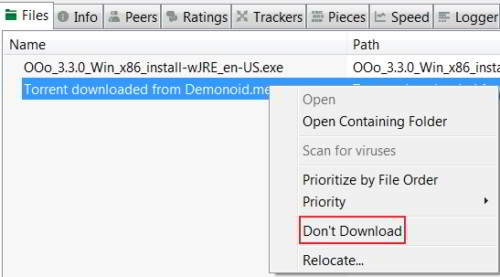 Files Info Peers Ratings Trackers Pieces Speed Logger
Name Path
OOo_3.3.0_Win_x86_install-wJRE_en-US.exe OOo_3.3.0_Win_x86_insta
Torrent downloaded from Demonoid.me
Open
Open Containing Folder
Scan for viruses
Prioritize by File Order
Priority
Don't Download
Relocate...